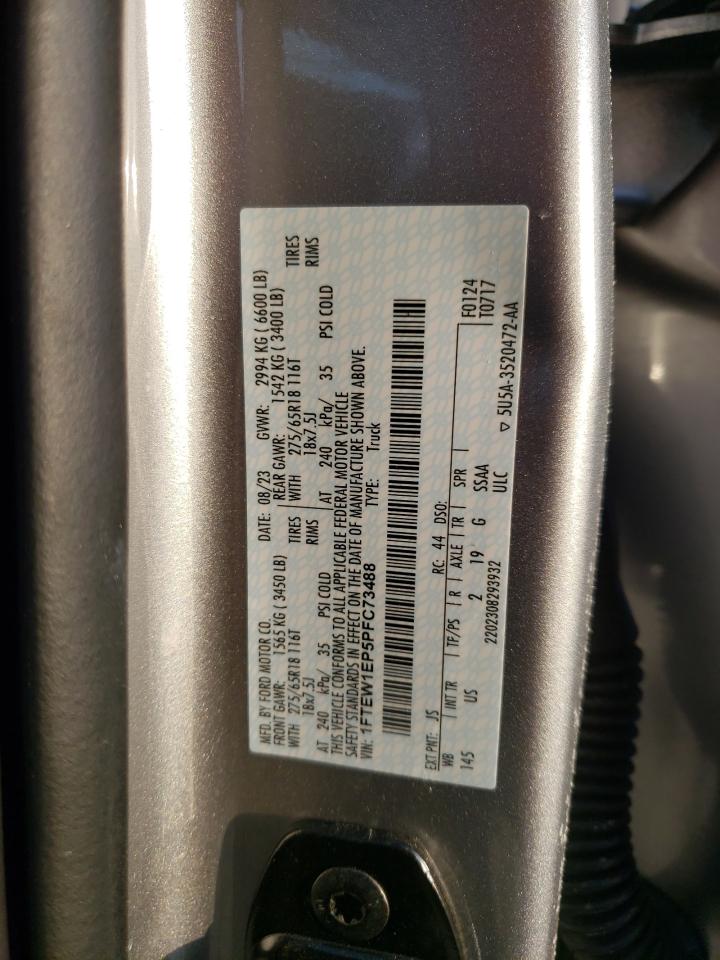 MFD. BY FORD MOTOR CO.
DATE: 08/23 GVWR: 2994 KG ( 6600 LB)
FRONT GAWR: 1565 KG ( 3450 LB) REAR GAWR: 1542 KG ( 3400 LB)
WITH 275/65R18 116T TIRES WITH 275/65R18 116T TIRES
18x7.5J RIMS 18x7.5J RIMS
AT 240 kPa/ 35 PSI COLD AT 240 kPa/ 35 PSI COLD
THIS VEHICLE CONFORMS TO ALL APPLICABLE FEDERAL MOTOR VEHICLE
SAFETY STANDARDS IN EFFECT ON THE DATE OF MANUFACTURE SHOWN ABOVE.
VIN: 1FTEW1EP5PFC73488 TYPE: Truck
F0124
T0717
EXT PNT: JS RC: 44 DSO:
WB INT TR TP/PS R AXLE TR SPR
145 US 2 19 G SSAA
2202308293932 ULC
▽ 5U5A-3520472-AA